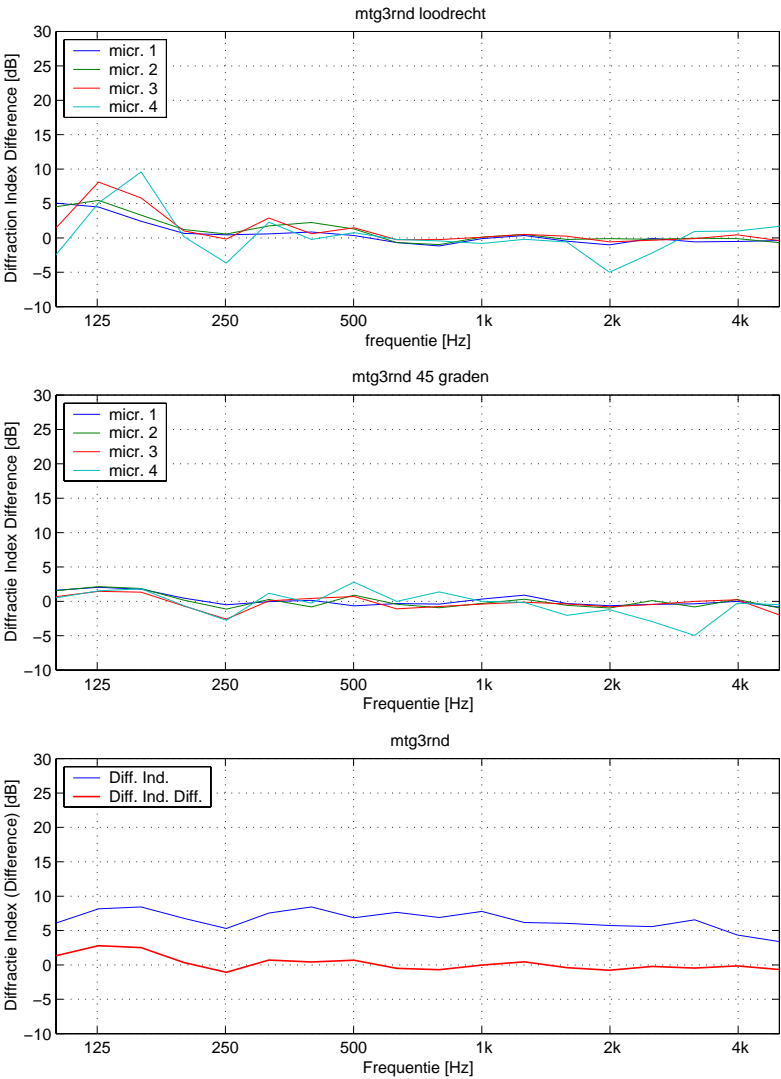 mtg3rnd loodrecht
Diffraction Index Difference [dB]
30
25
20
15
10
5
0
−5
−10
micr. 1
micr. 2
micr. 3
micr. 4
125 250 500 1k 2k 4k
frequentie [Hz]
mtg3rnd 45 graden
Diffractie Index Difference [dB]
30
25
20
15
10
5
0
−5
−10
micr. 1
micr. 2
micr. 3
micr. 4
125 250 500 1k 2k 4k
Frequentie [Hz]
mtg3rnd
Diffractie Index (Difference) [dB]
30
25
20
15
10
5
0
−5
−10
Diff. Ind.
Diff. Ind. Diff.
125 250 500 1k 2k 4k
Frequentie [Hz]